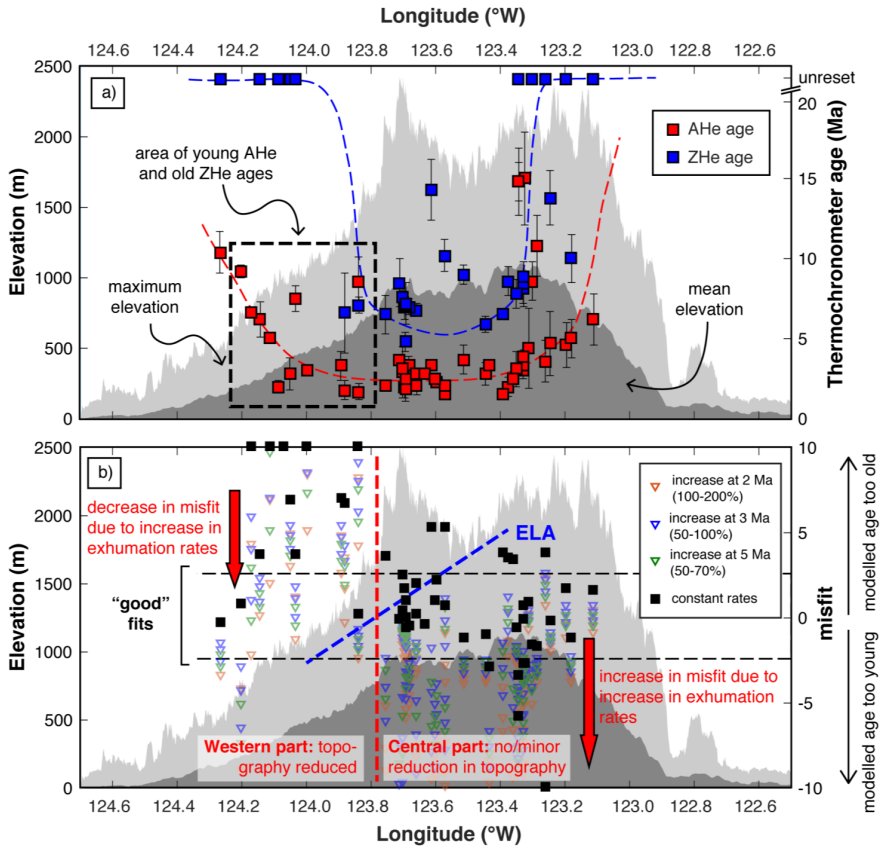 Longitude (°W)
124.6 124.4 124.2 124.0 123.8 123.6 123.4 123.2 123.0 122.8
2500
2000
1500
1000
500
0
Elevation (m)
a)
area of young AHe
and old ZHe ages
maximum
elevation
AHe age
ZHe age
mean
elevation
unreset
20
15
10
5
0
Thermochronometer age (Ma)
2500
2000
1500
1000
500
0
Elevation (m)
b)
decrease in misfit
due to increase in
exhumation rates
“good”
fits
ELA
increase at 2 Ma
(100-200%)
increase at 3 Ma
(50-100%)
increase at 5 Ma
(50-70%)
constant rates
increase in misfit due to
increase in exhumation
rates
Western part: topo-
graphy reduced
Central part: no/minor
reduction in topography
10
5
0
-5
-10
misfit
modelled age too old
modelled age too young
124.6 124.4 124.2 124.0 123.8 123.6 123.4 123.2 123.0 122.8
Longitude (°W)